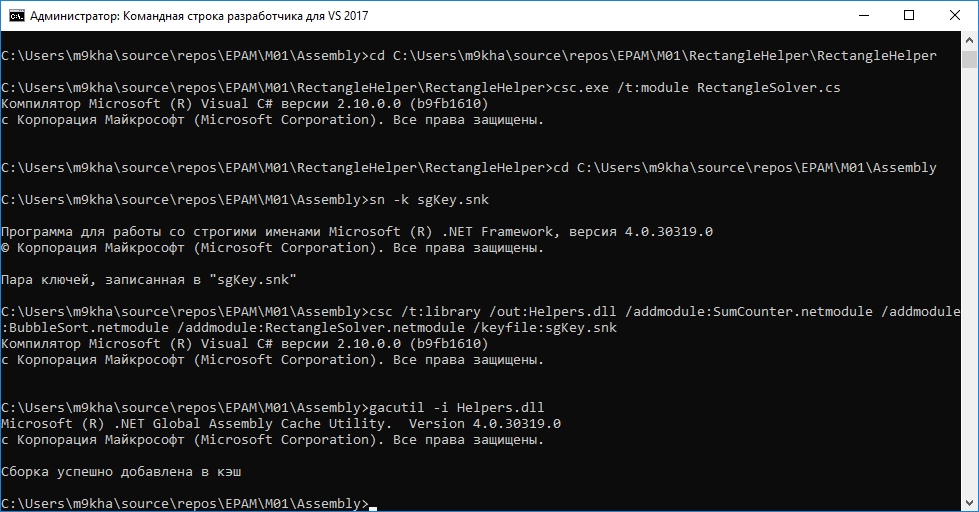 Администратор: Командная строка разработчика для VS 2017
C:\Users\m9kha\source\repos\EPAM\M01\Assembly>cd C:\Users\m9kha\source\repos\EPAM\M01\RectangleHelper\RectangleHelper
C:\Users\m9kha\source\repos\EPAM\M01\RectangleHelper\RectangleHelper>csc.exe /t:module RectangleSolver.cs
Компилятор Microsoft (R) Visual C# версии 2.10.0.0 (b9fb1610)
с Корпорация Майкрософт (Microsoft Corporation). Все права защищены.
C:\Users\m9kha\source\repos\EPAM\M01\RectangleHelper\RectangleHelper>cd C:\Users\m9kha\source\repos\EPAM\M01\Assembly
C:\Users\m9kha\source\repos\EPAM\M01\Assembly>sn -k sgKey.snk
Программа для работы со строгими именами Microsoft (R) .NET Framework, версия 4.0.30319.0
© Корпорация Майкрософт (Microsoft Corporation). Все права защищены.
Пара ключей, записанная в "sgKey.snk"
C:\Users\m9kha\source\repos\EPAM\M01\Assembly>csc /t:library /out:Helpers.dll /addmodule:SumCounter.netmodule /addmodule
:BubbleSort.netmodule /addmodule:RectangleSolver.netmodule /keyfile:sgKey.snk
Компилятор Microsoft (R) Visual C# версии 2.10.0.0 (b9fb1610)
с Корпорация Майкрософт (Microsoft Corporation). Все права защищены.
C:\Users\m9kha\source\repos\EPAM\M01\Assembly>gacutil -i Helpers.dll
Microsoft (R) .NET Global Assembly Cache Utility.  Version 4.0.30319.0
с Корпорация Майкрософт (Microsoft Corporation). Все права защищены.
Сборка успешно добавлена в кэш
C:\Users\m9kha\source\repos\EPAM\M01\Assembly>